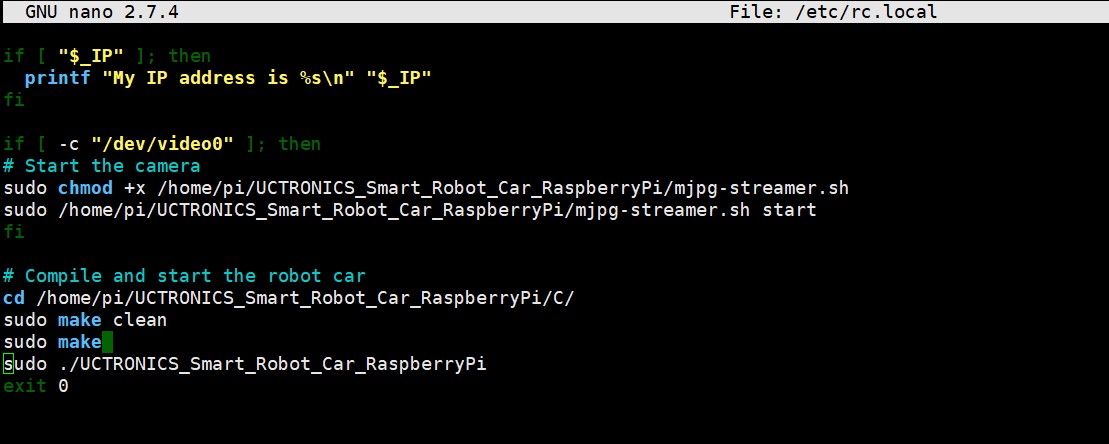 GNU nano 2.7.4 File: /etc/rc.local
if [ "$_IP" ]; then
  printf "My IP address is %s\n" "$_IP"
fi
if [ -c "/dev/video0" ]; then
# Start the camera
sudo chmod +x /home/pi/UCTRONICS_Smart_Robot_Car_RaspberryPi/mjpg-streamer.sh
sudo /home/pi/UCTRONICS_Smart_Robot_Car_RaspberryPi/mjpg-streamer.sh start
fi
# Compile and start the robot car
cd /home/pi/UCTRONICS_Smart_Robot_Car_RaspberryPi/C/
sudo make clean
sudo make
sudo ./UCTRONICS_Smart_Robot_Car_RaspberryPi
exit 0